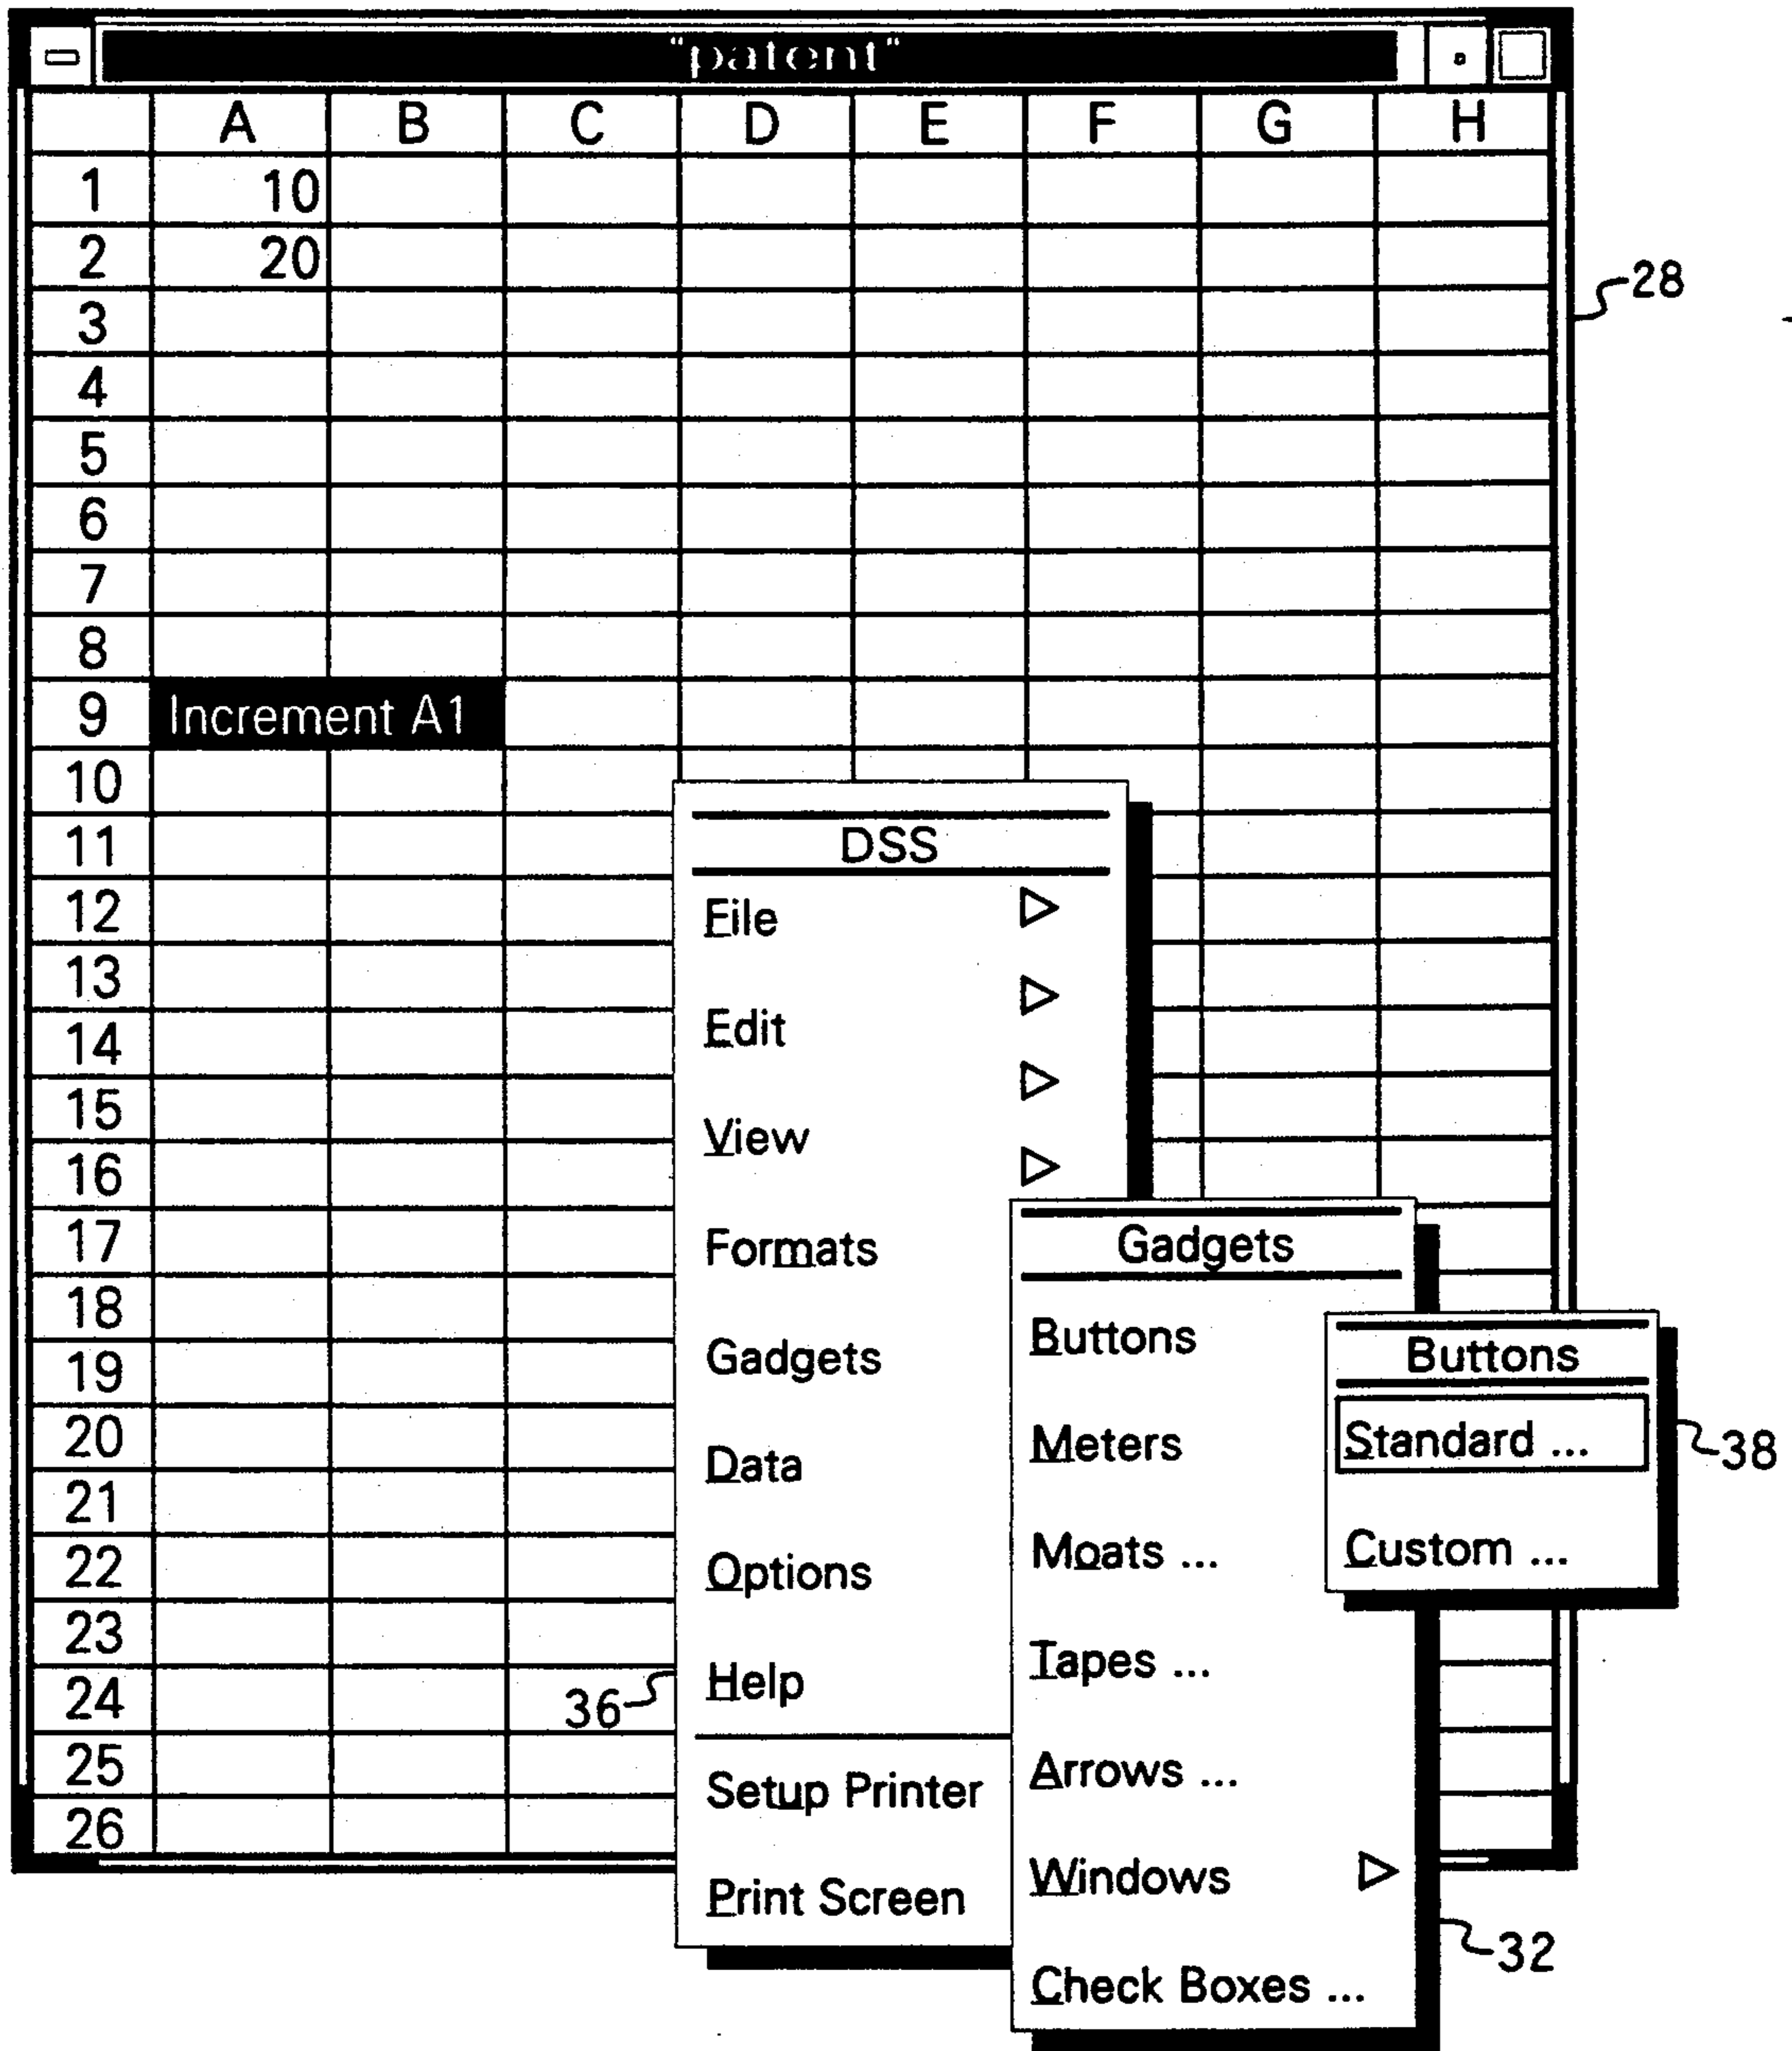 "patent"
A B C D E F G H
1 10
2 20
3
4
5
6
7
8
9 Increment A1
10
11
12
13
14
15
16
17
18
19
20
21
22
23
24
25
26
28
DSS
File
Edit
View
Formats
Gadgets
Data
Options
Help
Setup Printer
Print Screen
36
Gadgets
Buttons
Meters
Moats ...
Tapes ...
Arrows ...
Windows
Check Boxes ...
32
Buttons
Standard ...
Custom ...
38